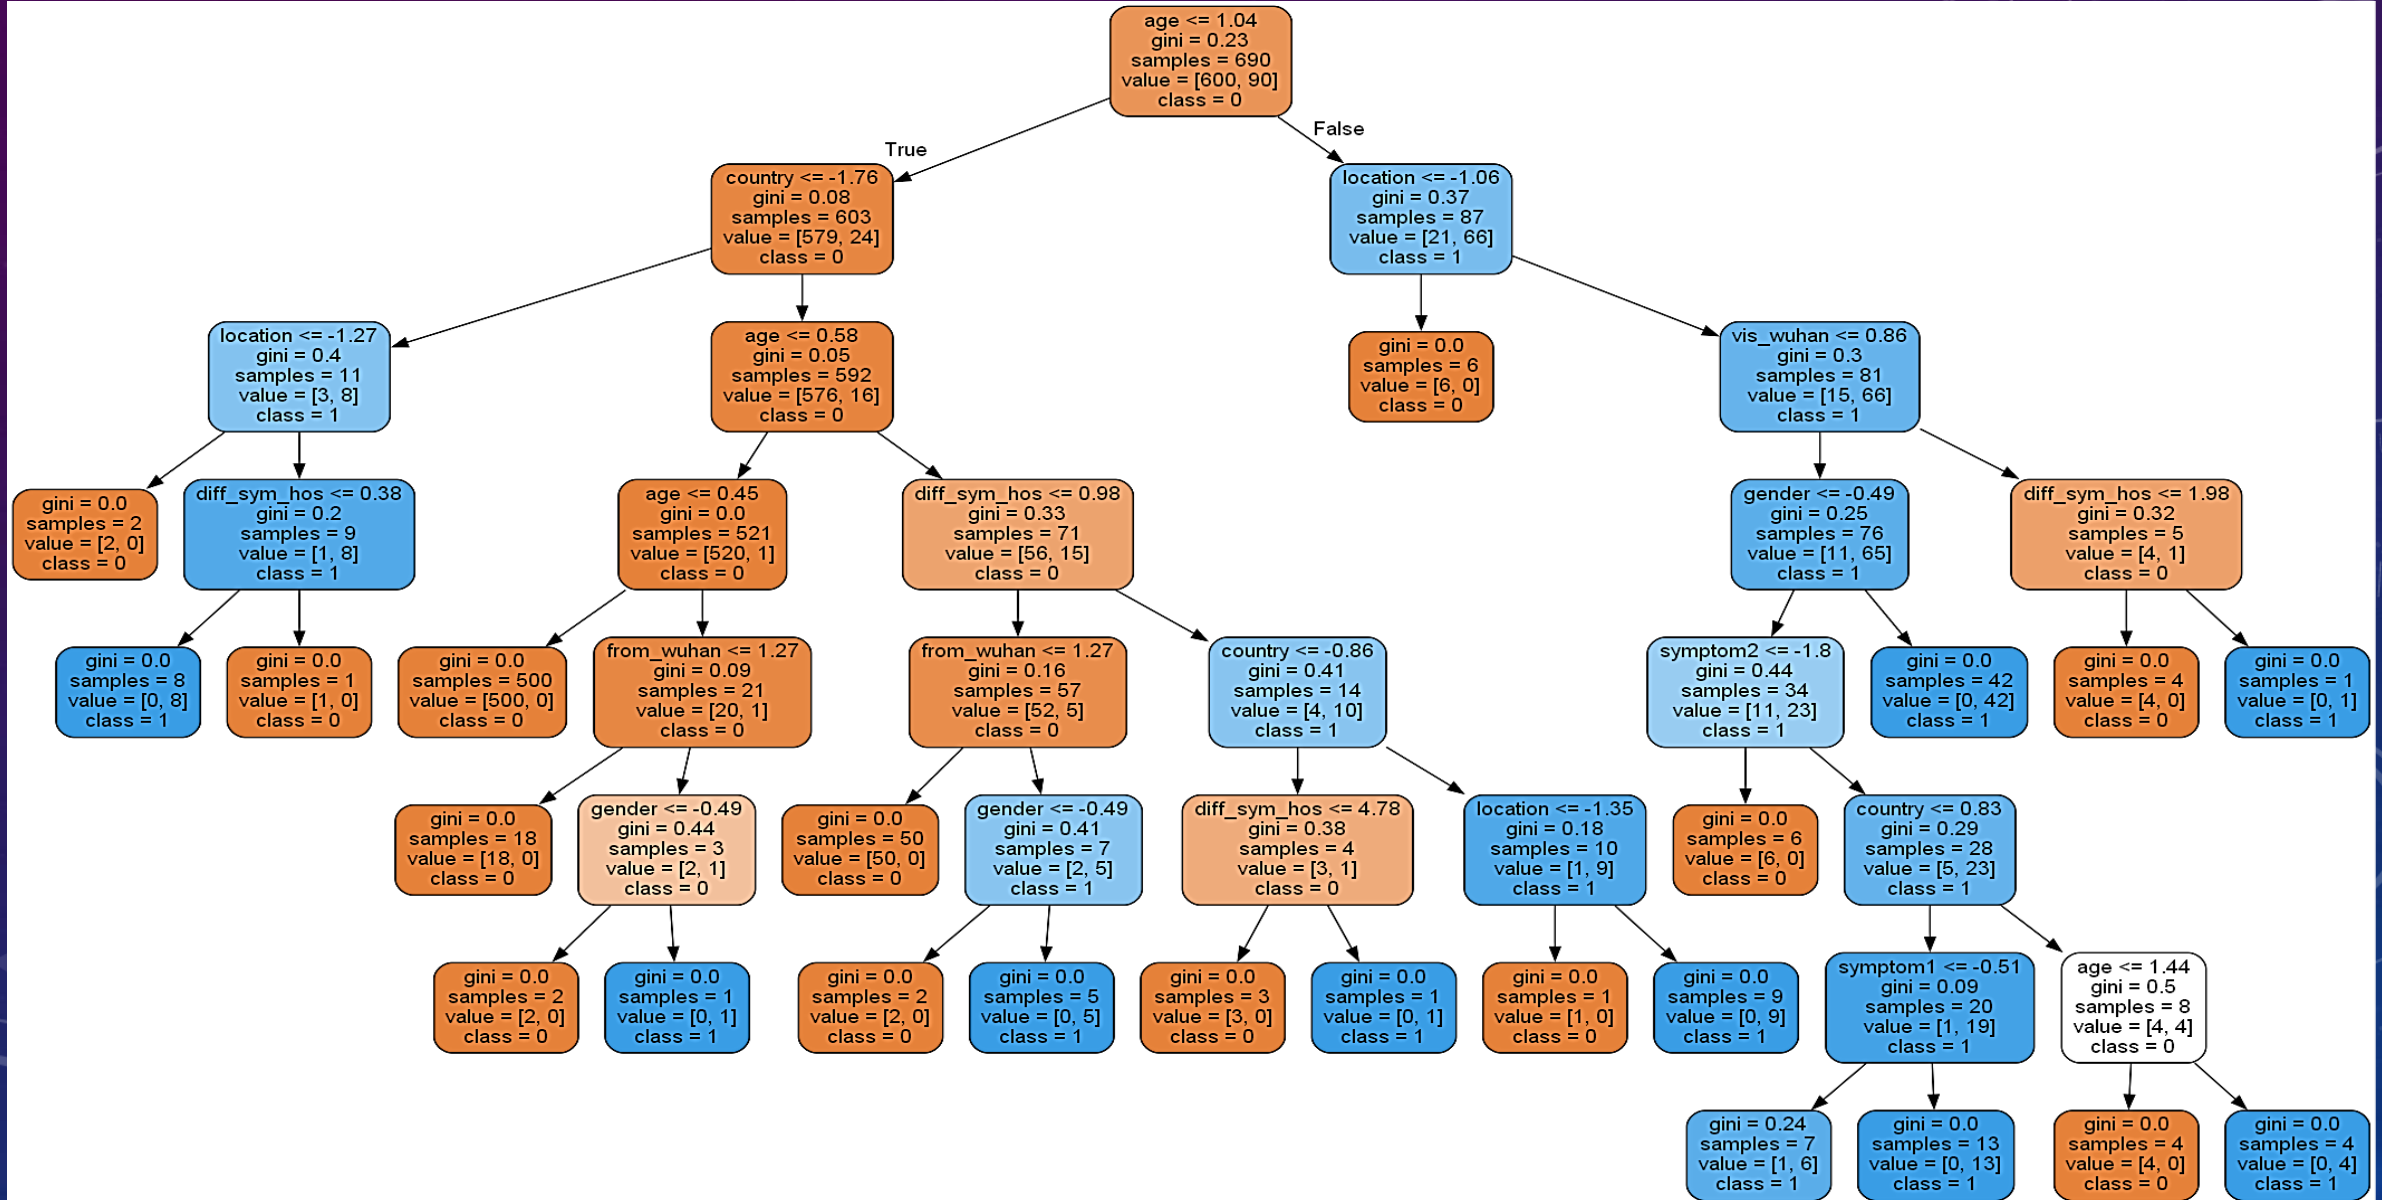 age <= 1.04
gini = 0.23
samples = 690
value = [600, 90]
class = 0
True
False
country <= -1.76
gini = 0.08
samples = 603
value = [579, 24]
class = 0
location <= -1.06
gini = 0.37
samples = 87
value = [21, 66]
class = 1
location <= -1.27
gini = 0.4
samples = 11
value = [3, 8]
class = 1
age <= 0.58
gini = 0.05
samples = 592
value = [576, 16]
class = 0
gini = 0.0
samples = 6
value = [6, 0]
class = 0
vis_wuhan <= 0.86
gini = 0.3
samples = 81
value = [15, 66]
class = 1
gini = 0.0
samples = 2
value = [2, 0]
class = 0
diff_sym_hos <= 0.38
gini = 0.2
samples = 9
value = [1, 8]
class = 1
age <= 0.45
gini = 0.0
samples = 521
value = [520, 1]
class = 0
diff_sym_hos <= 0.98
gini = 0.33
samples = 71
value = [56, 15]
class = 0
gender <= -0.49
gini = 0.25
samples = 76
value = [11, 65]
class = 1
diff_sym_hos <= 1.98
gini = 0.32
samples = 5
value = [4, 1]
class = 0
gini = 0.0
samples = 8
value = [0, 8]
class = 1
gini = 0.0
samples = 1
value = [1, 0]
class = 0
gini = 0.0
samples = 500
value = [500, 0]
class = 0
from_wuhan <= 1.27
gini = 0.09
samples = 21
value = [20, 1]
class = 0
from_wuhan <= 1.27
gini = 0.16
samples = 57
value = [52, 5]
class = 0
country <= -0.86
gini = 0.41
samples = 14
value = [4, 10]
class = 1
symptom2 <= -1.8
gini = 0.44
samples = 34
value = [11, 23]
class = 1
gini = 0.0
samples = 42
value = [0, 42]
class = 1
gini = 0.0
samples = 4
value = [4, 0]
class = 0
gini = 0.0
samples = 1
value = [0, 1]
class = 1
gini = 0.0
samples = 18
value = [18, 0]
class = 0
gender <= -0.49
gini = 0.44
samples = 3
value = [2, 1]
class = 0
gini = 0.0
samples = 50
value = [50, 0]
class = 0
gender <= -0.49
gini = 0.41
samples = 7
value = [2, 5]
class = 1
diff_sym_hos <= 4.78
gini = 0.38
samples = 4
value = [3, 1]
class = 0
location <= -1.35
gini = 0.18
samples = 10
value = [1, 9]
class = 1
gini = 0.0
samples = 6
value = [6, 0]
class = 0
country <= 0.83
gini = 0.29
samples = 28
value = [5, 23]
class = 1
gini = 0.0
samples = 2
value = [2, 0]
class = 0
gini = 0.0
samples = 1
value = [0, 1]
class = 1
gini = 0.0
samples = 2
value = [2, 0]
class = 0
gini = 0.0
samples = 5
value = [0, 5]
class = 1
gini = 0.0
samples = 3
value = [3, 0]
class = 0
gini = 0.0
samples = 1
value = [0, 1]
class = 1
gini = 0.0
samples = 1
value = [1, 0]
class = 0
gini = 0.0
samples = 9
value = [0, 9]
class = 1
symptom1 <= -0.51
gini = 0.09
samples = 20
value = [1, 19]
class = 1
age <= 1.44
gini = 0.5
samples = 8
value = [4, 4]
class = 0
gini = 0.24
samples = 7
value = [1, 6]
class = 1
gini = 0.0
samples = 13
value = [0, 13]
class = 1
gini = 0.0
samples = 4
value = [4, 0]
class = 0
gini = 0.0
samples = 4
value = [0, 4]
class = 1